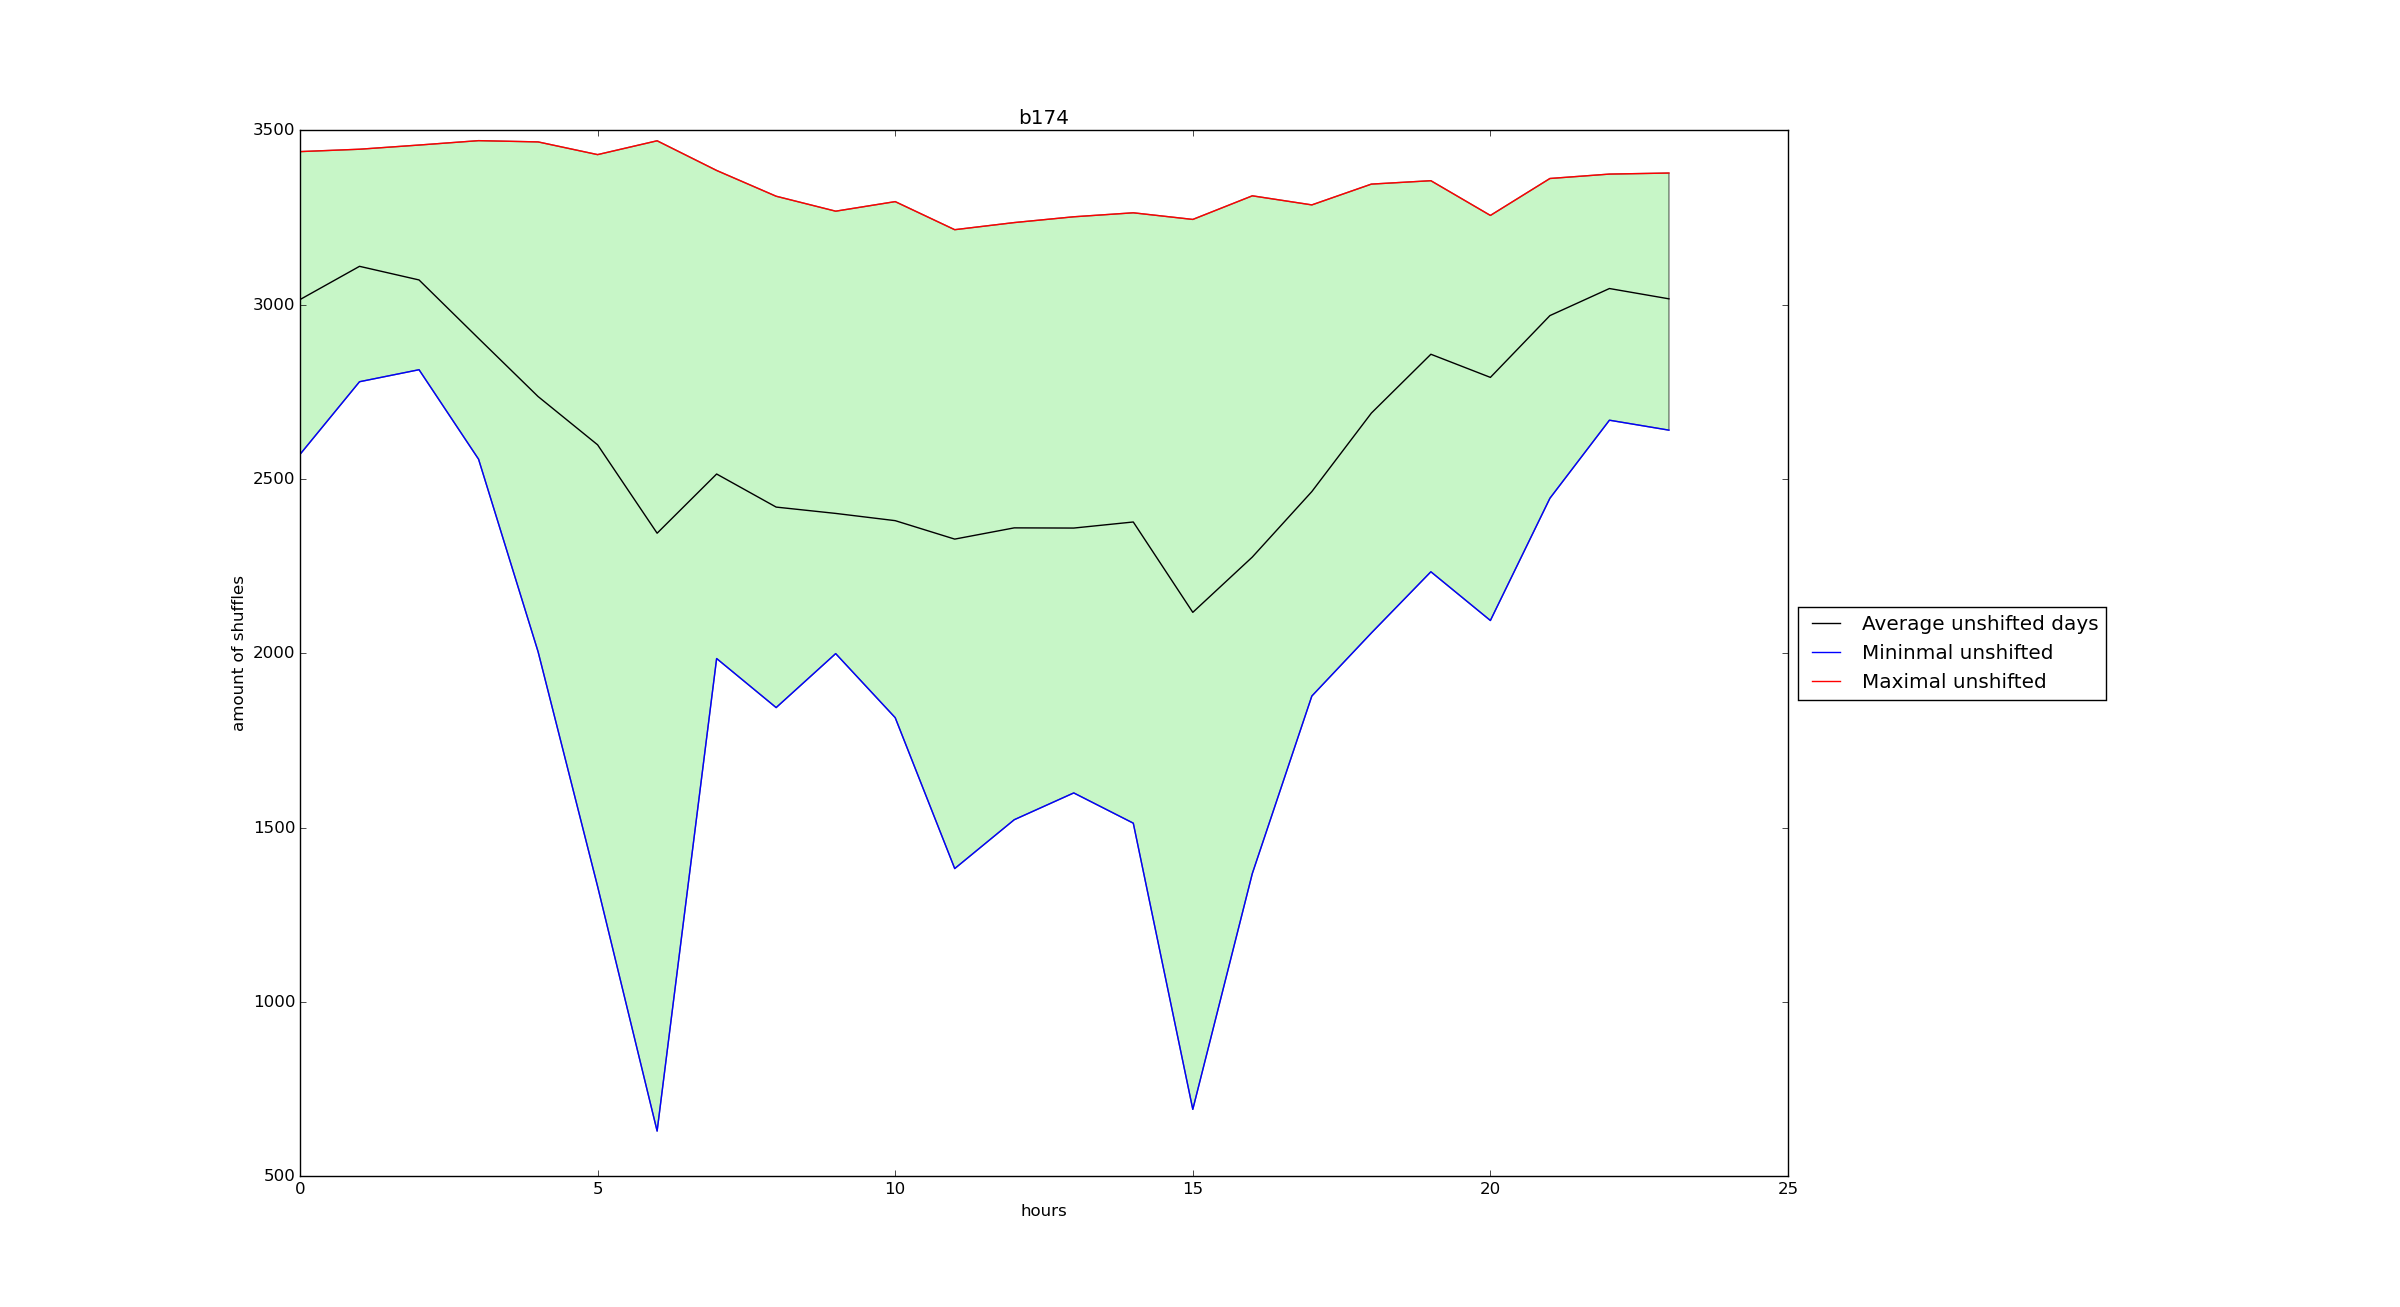 b174
3500
3000
2500
2000
1500
1000
500
amount of shuffles
0 5 10 15 20 25
hours
Average unshifted days
Mininmal unshifted
Maximal unshifted